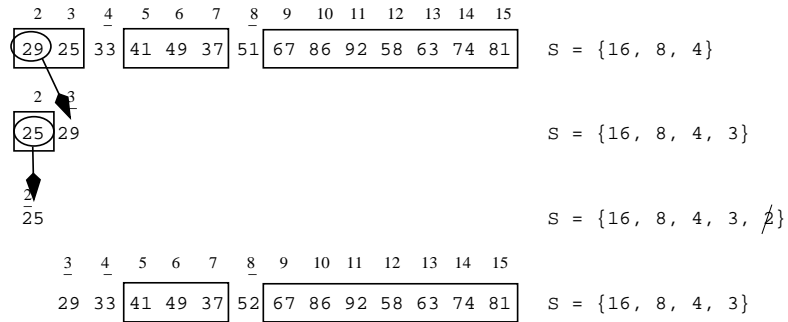 2 3 4 5 6 7 8 9 10 11 12 13 14 15
29 25 33 41 49 37 51 67 86 92 58 63 74 81 S = {16, 8, 4}
2 3
25 29 S = {16, 8, 4, 3}
2
25 S = {16, 8, 4, 3, 2}
3 4 5 6 7 8 9 10 11 12 13 14 15
29 33 41 49 37 52 67 86 92 58 63 74 81 S = {16, 8, 4, 3}